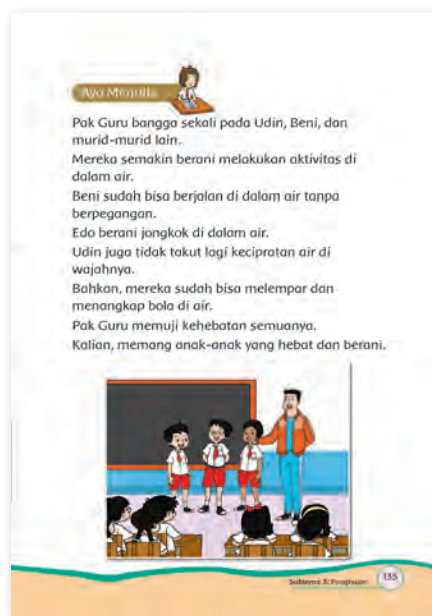 Ayo Menulis
Pak Guru bangga sekali pada Udin, Beni, dan
murid-murid lain.
Mereka semakin berani melakukan aktivitas di
dalam air.
Beni sudah bisa berjalan di dalam air tanpa
berpegangan.
Edo berani jongkok di dalam air.
Udin juga tidak takut lagi kecipratan air di
wajahnya.
Bahkan, mereka sudah bisa melempar dan
menangkap bola di air.
Pak Guru memuji kehebatan semuanya.
Kalian, memang anak-anak yang hebat dan berani.
Subtema 3: Penghijauan
135